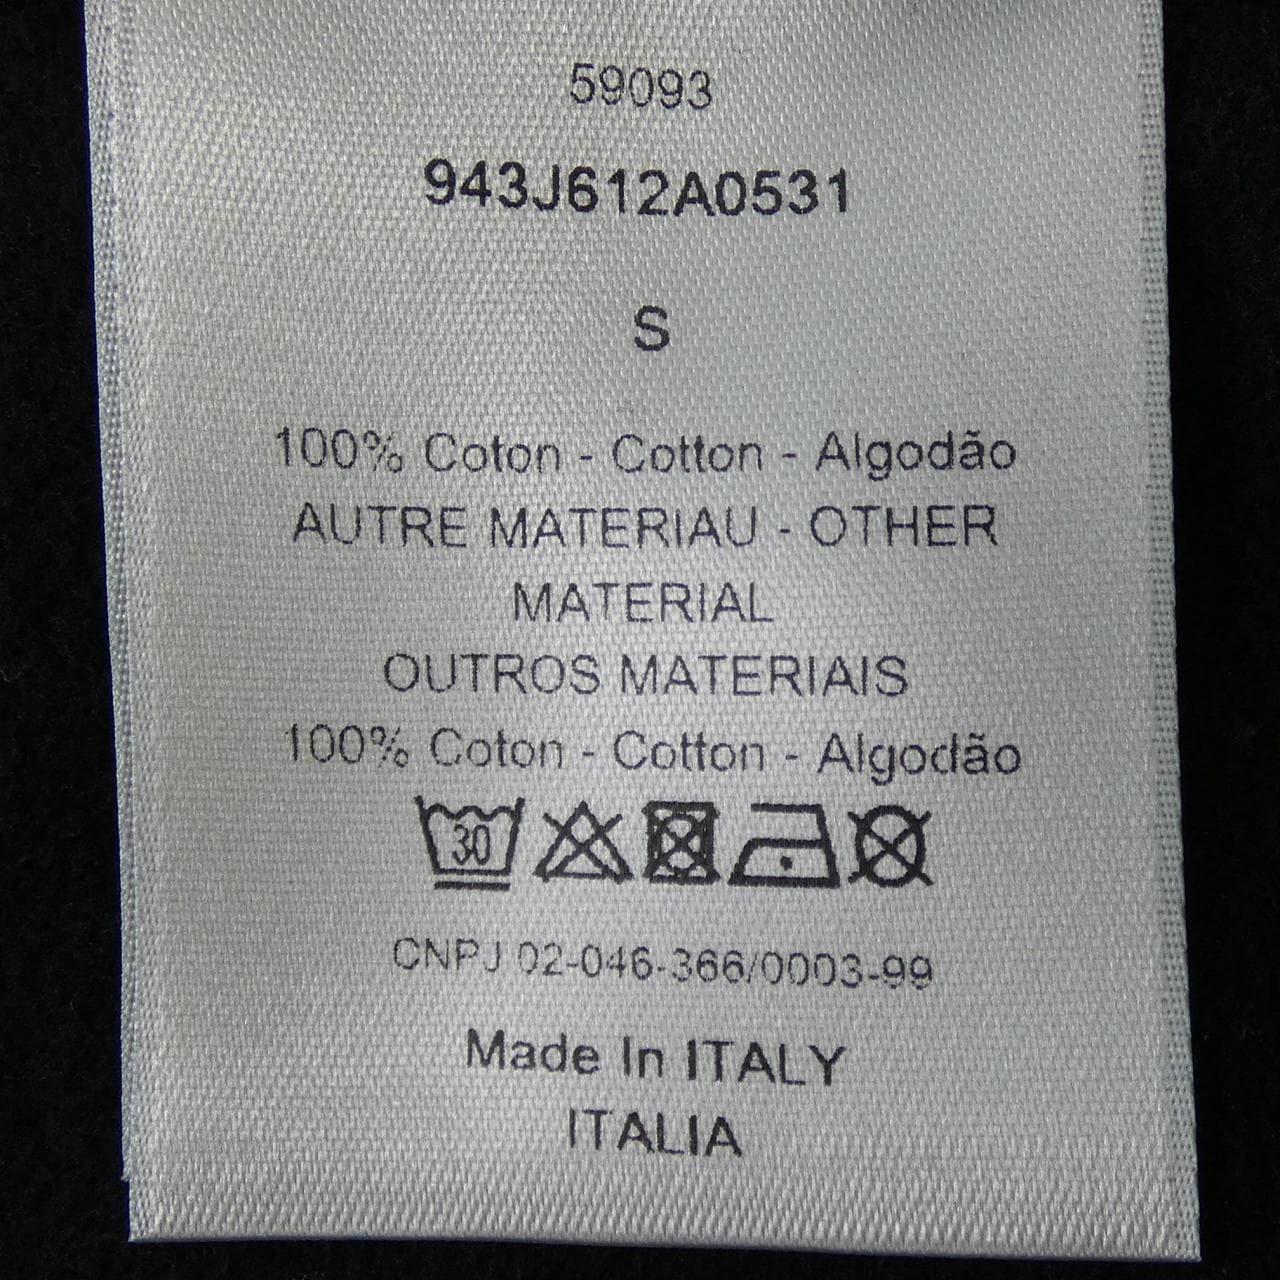 59093
943J612A0531
S
100% Coton - Cotton - Algodão
AUTRE MATERIAU - OTHER
MATERIAL
OUTROS MATERIAIS
100% Coton - Cotton - Algodão
30
CNPJ 02-046-366/0003-99
Made In ITALY
ITALIA